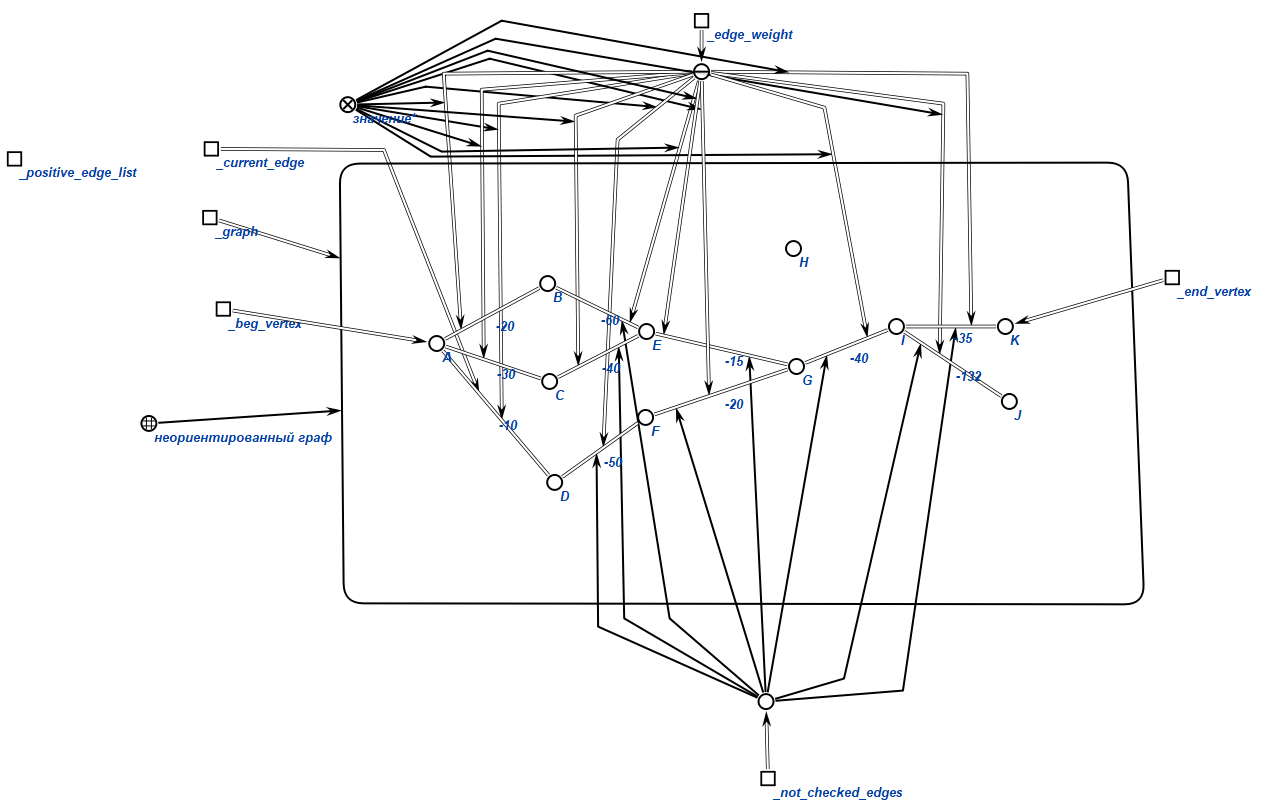 _edge_weight
значение*
_positive_edge_list
_current_edge
_graph
_beg_vertex
_end_vertex
неориентированный граф
H
B
-20
-60
A
E
I
35
K
-30
-40
-15
-40
C
G
-132
-20
J
-10
F
-50
D
_not_checked_edges